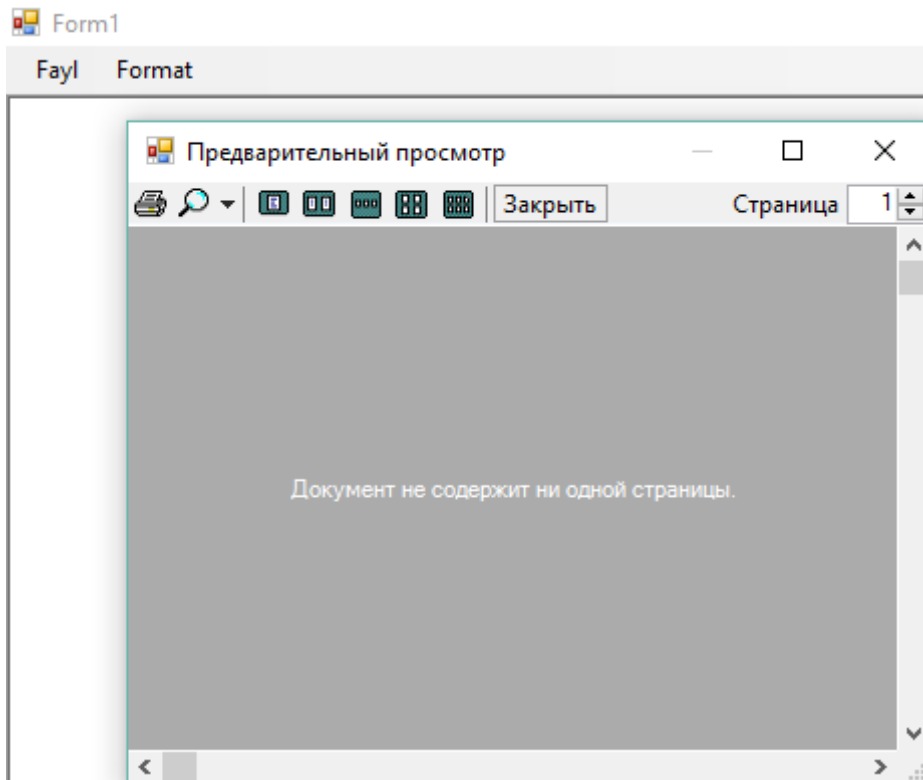 Form1
Fayl Format
Предварительный просмотр
Закрыть Страница 1
Документ не содержит ни одной страницы.